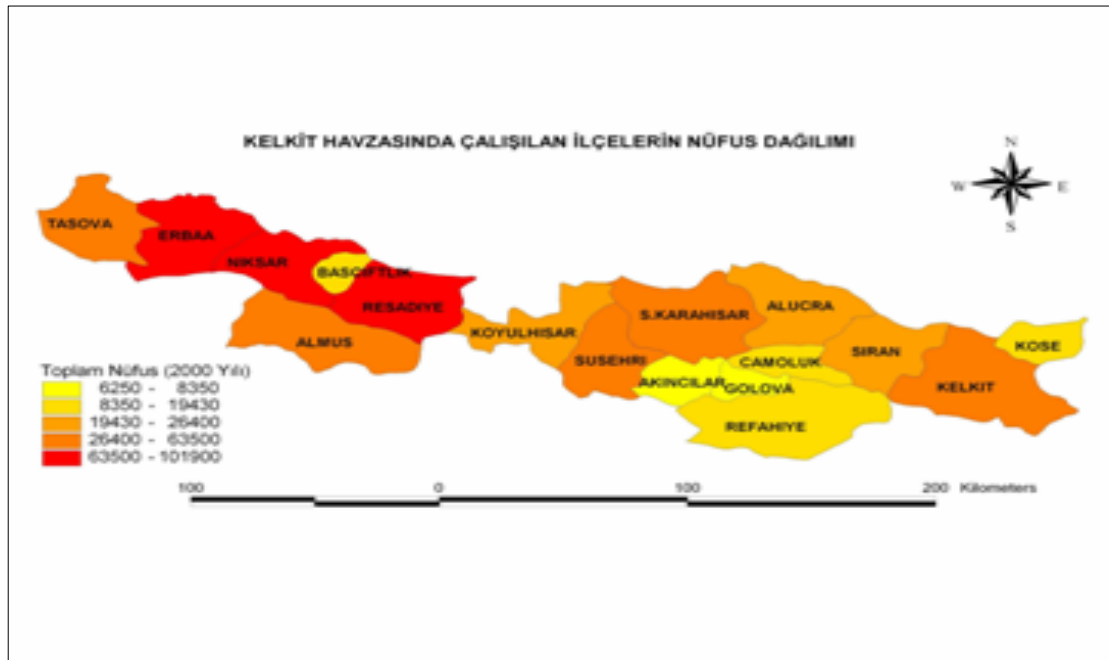 KELKİT HAVZASINDA ÇALIŞILAN İLÇELERİN NÜFUS DAĞILIMI
N
W E
S
TASOVA
ERBAA
NIKSAR
BASCIFTLIK
RESADIYE
ALMUS
KOYULHISAR
SUSEHRI
S.KARAHISAR
ALUCRA
CAMOLUK
SIRAN
KOSE
AKINCILAR
GOLOVA
KELKIT
REFAHIYE
Toplam Nüfus (2000 Yılı)
6250 - 8350
8350 - 19430
19430 - 26400
26400 - 63500
63500 - 101900
100 0 100 200 Kilometers